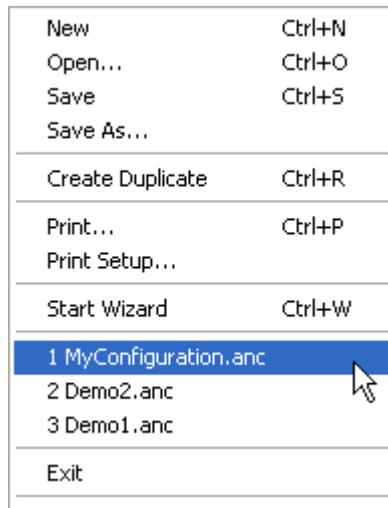 New Ctrl+N
Open... Ctrl+O
Save Ctrl+S
Save As...
Create Duplicate Ctrl+R
Print... Ctrl+P
Print Setup...
Start Wizard Ctrl+W
1 MyConfiguration.anc
2 Demo2.anc
3 Demo1.anc
Exit